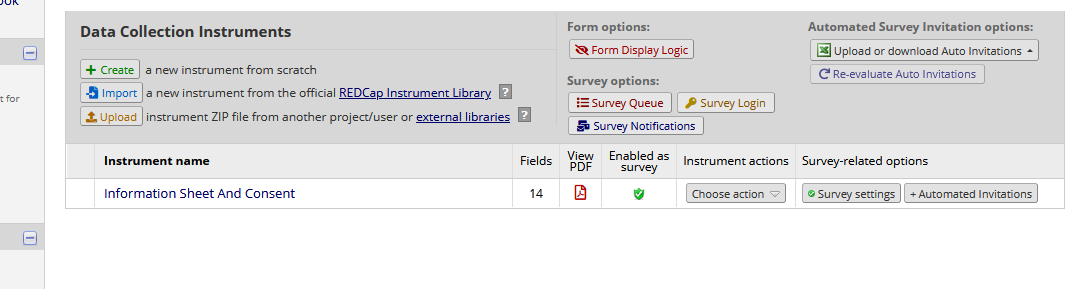 Data Collection Instruments
+ Create a new instrument from scratch
Import a new instrument from the official REDCap Instrument Library ?
Upload instrument ZIP file from another project/user or external libraries ?
Form options:
Form Display Logic
Survey options:
Survey Queue Survey Login
Survey Notifications
Automated Survey Invitation options:
Upload or download Auto Invitations
Re-evaluate Auto Invitations
t for
Instrument name Fields View PDF Enabled as survey Instrument actions Survey-related options
Information Sheet And Consent 14 Choose action Survey settings + Automated Invitations